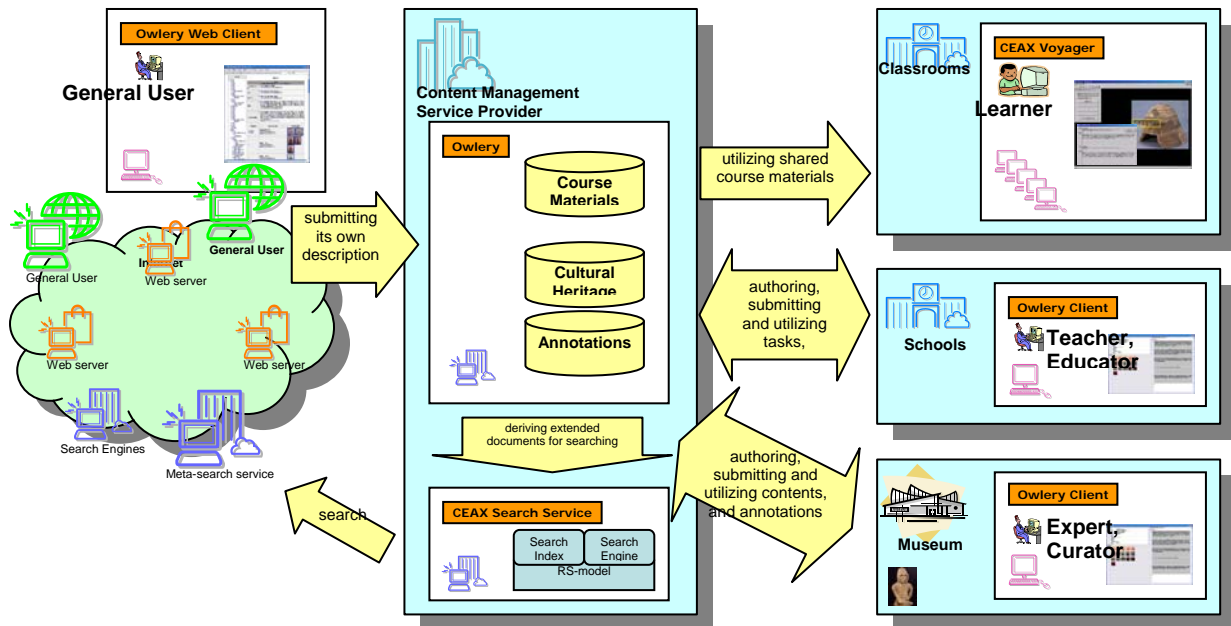 Owlery Web Client
General User
General User
General User
Internet
Web server
Web server
Web server
Search Engines
Meta-search service
submitting
its own
description
search
Content Management
Service Provider
Owlery
Course
Materials
Cultural
Heritage
Annotations
deriving extended
documents for searching
CEAX Search Service
Search
Index
Search
Engine
RS-model
utilizing shared
course materials
authoring,
submitting
and utilizing
tasks,
authoring,
submitting and
utilizing contents,
and annotations
Classrooms
CEAX Voyager
Learner
Schools
Owlery Client
Teacher,
Educator
Museum
Owlery Client
Expert,
Curator